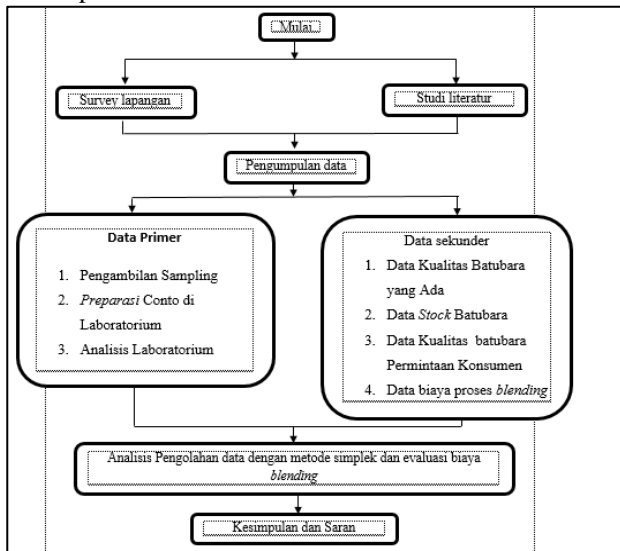 Mulai
Survey lapangan
Studi literatur
Pengumpulan data
Data Primer
1. Pengambilan Sampling
2. Preparasi Conto di
Laboratorium
3. Analisis Laboratorium
Data sekunder
1. Data Kualitas Batubara
yang Ada
2. Data Stock Batubara
3. Data Kualitas batubara
Permintaan Konsumen
4. Data biaya proses blending
Analisis Pengolahan data dengan metode simplek dan evaluasi biaya
blending
Kesimpulan dan Saran